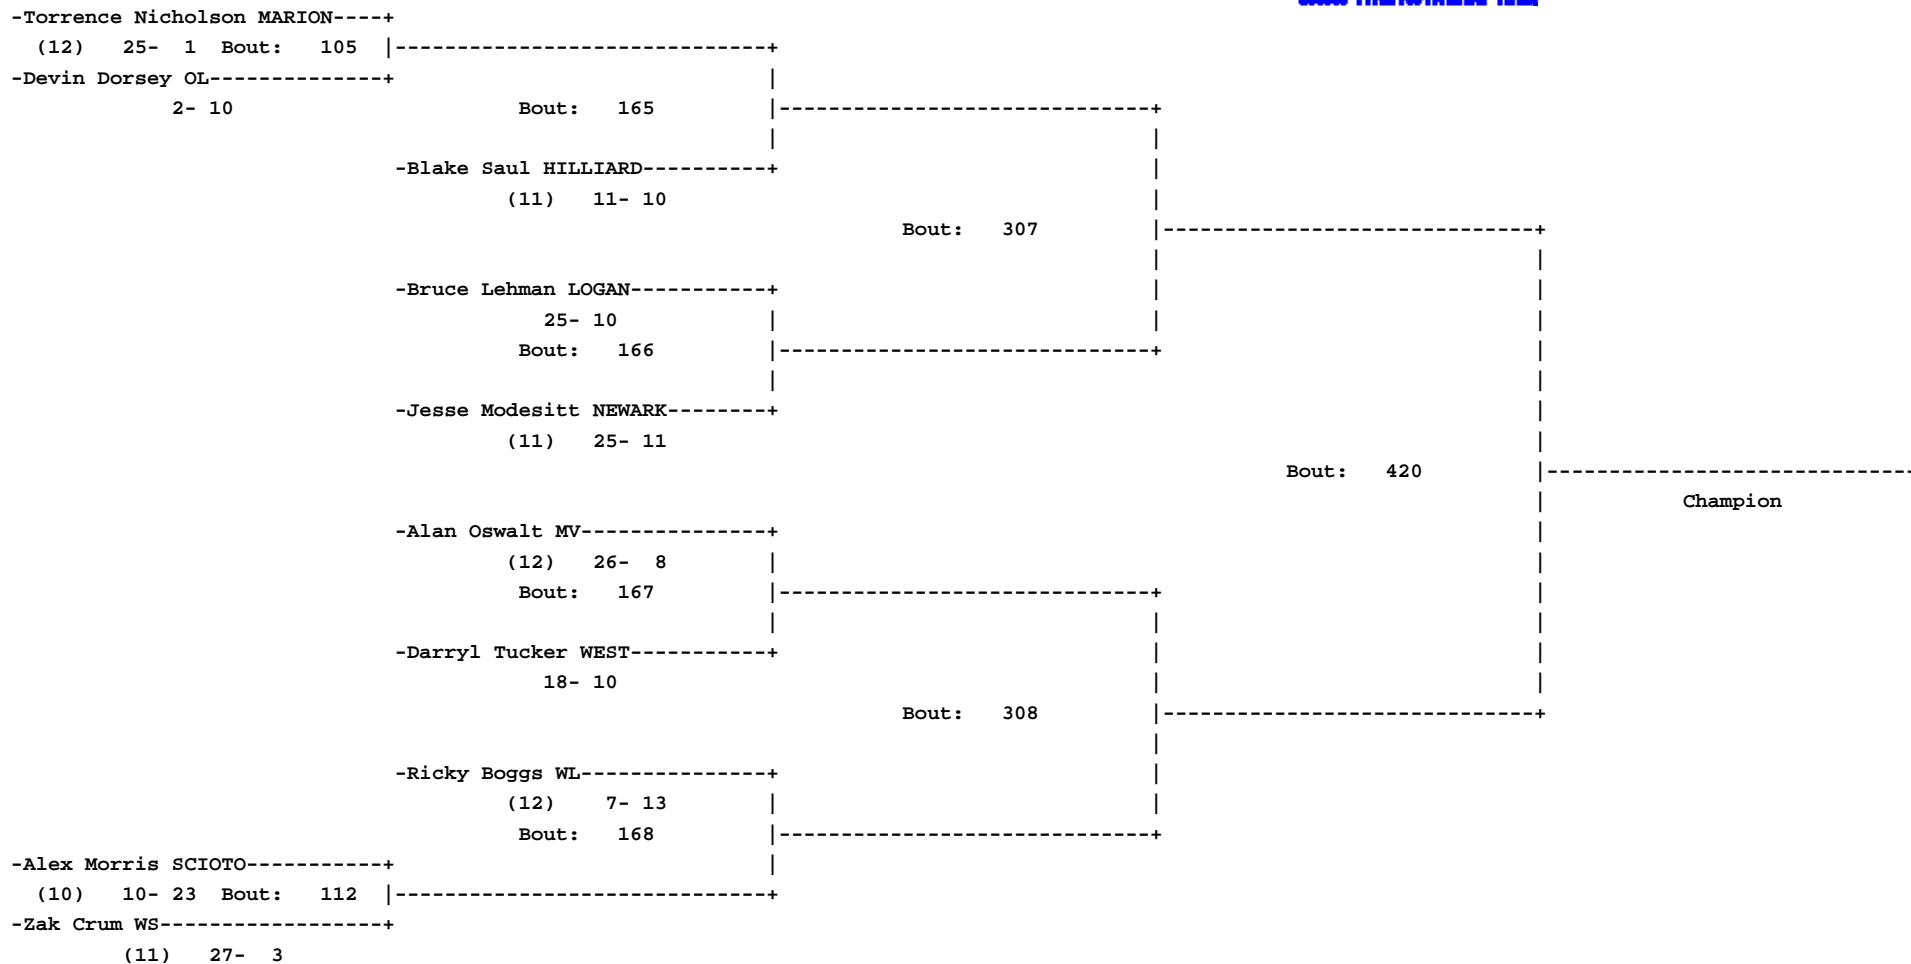 -Torrence Nicholson MARION----+
(12) 25- 1 Bout: 105 |------------------------------+
-Devin Dorsey OL--------------+ |
2- 10 Bout: 165 |------------------------------+
| |
-Blake Saul HILLIARD----------+ |
(11) 11- 10 |
Bout: 307 |------------------------------+
| |
-Bruce Lehman LOGAN-----------+ | |
25- 10 | | |
Bout: 166 |------------------------------+ |
| |
-Jesse Modesitt NEWARK--------+ |
(11) 25- 11 |
Bout: 420 |------------------------------
| Champion
-Alan Oswalt MV---------------+ |
(12) 26- 8 | |
Bout: 167 |------------------------------+ |
| | |
-Darryl Tucker WEST-----------+ | |
18- 10 | |
Bout: 308 |------------------------------+
|
-Ricky Boggs WL---------------+ |
(12) 7- 13 | |
Bout: 168 |------------------------------+
-Alex Morris SCIOTO-----------+ |
(10) 10- 23 Bout: 112 |------------------------------+
-Zak Crum WS------------------+
(11) 27- 3